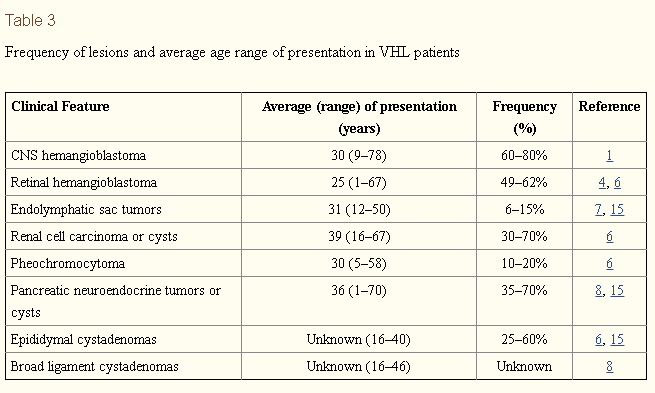 Table 3
Frequency of lesions and average age range of presentation in VHL patients
Clinical Feature Average (range) of presentation (years) Frequency (%) Reference
CNS hemangioblastoma 30 (9–78) 60–80% 1
Retinal hemangioblastoma 25 (1–67) 49–62% 4, 6
Endolymphatic sac tumors 31 (12–50) 6–15% 7, 15
Renal cell carcinoma or cysts 39 (16–67) 30–70% 6
Pheochromocytoma 30 (5–58) 10–20% 6
Pancreatic neuroendocrine tumors or cysts 36 (1–70) 35–70% 8, 15
Epididymal cystadenomas Unknown (16–40) 25–60% 6, 15
Broad ligament cystadenomas Unknown (16–46) Unknown 8